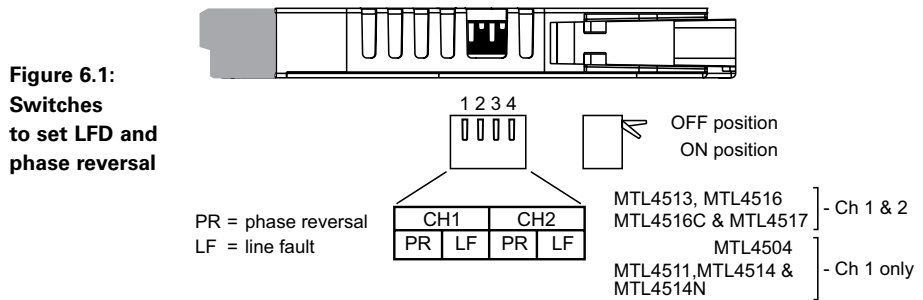 Figure 6.1:
Switches
to set LFD and
phase reversal
1 2 3 4
OFF position
ON position
PR = phase reversal
LF = line fault
CH1 CH2
PR LF PR LF
MTL4513, MTL4516
MTL4516C & MTL4517
- Ch 1 & 2
MTL4504
MTL4511,MTL4514 &
MTL4514N
- Ch 1 only